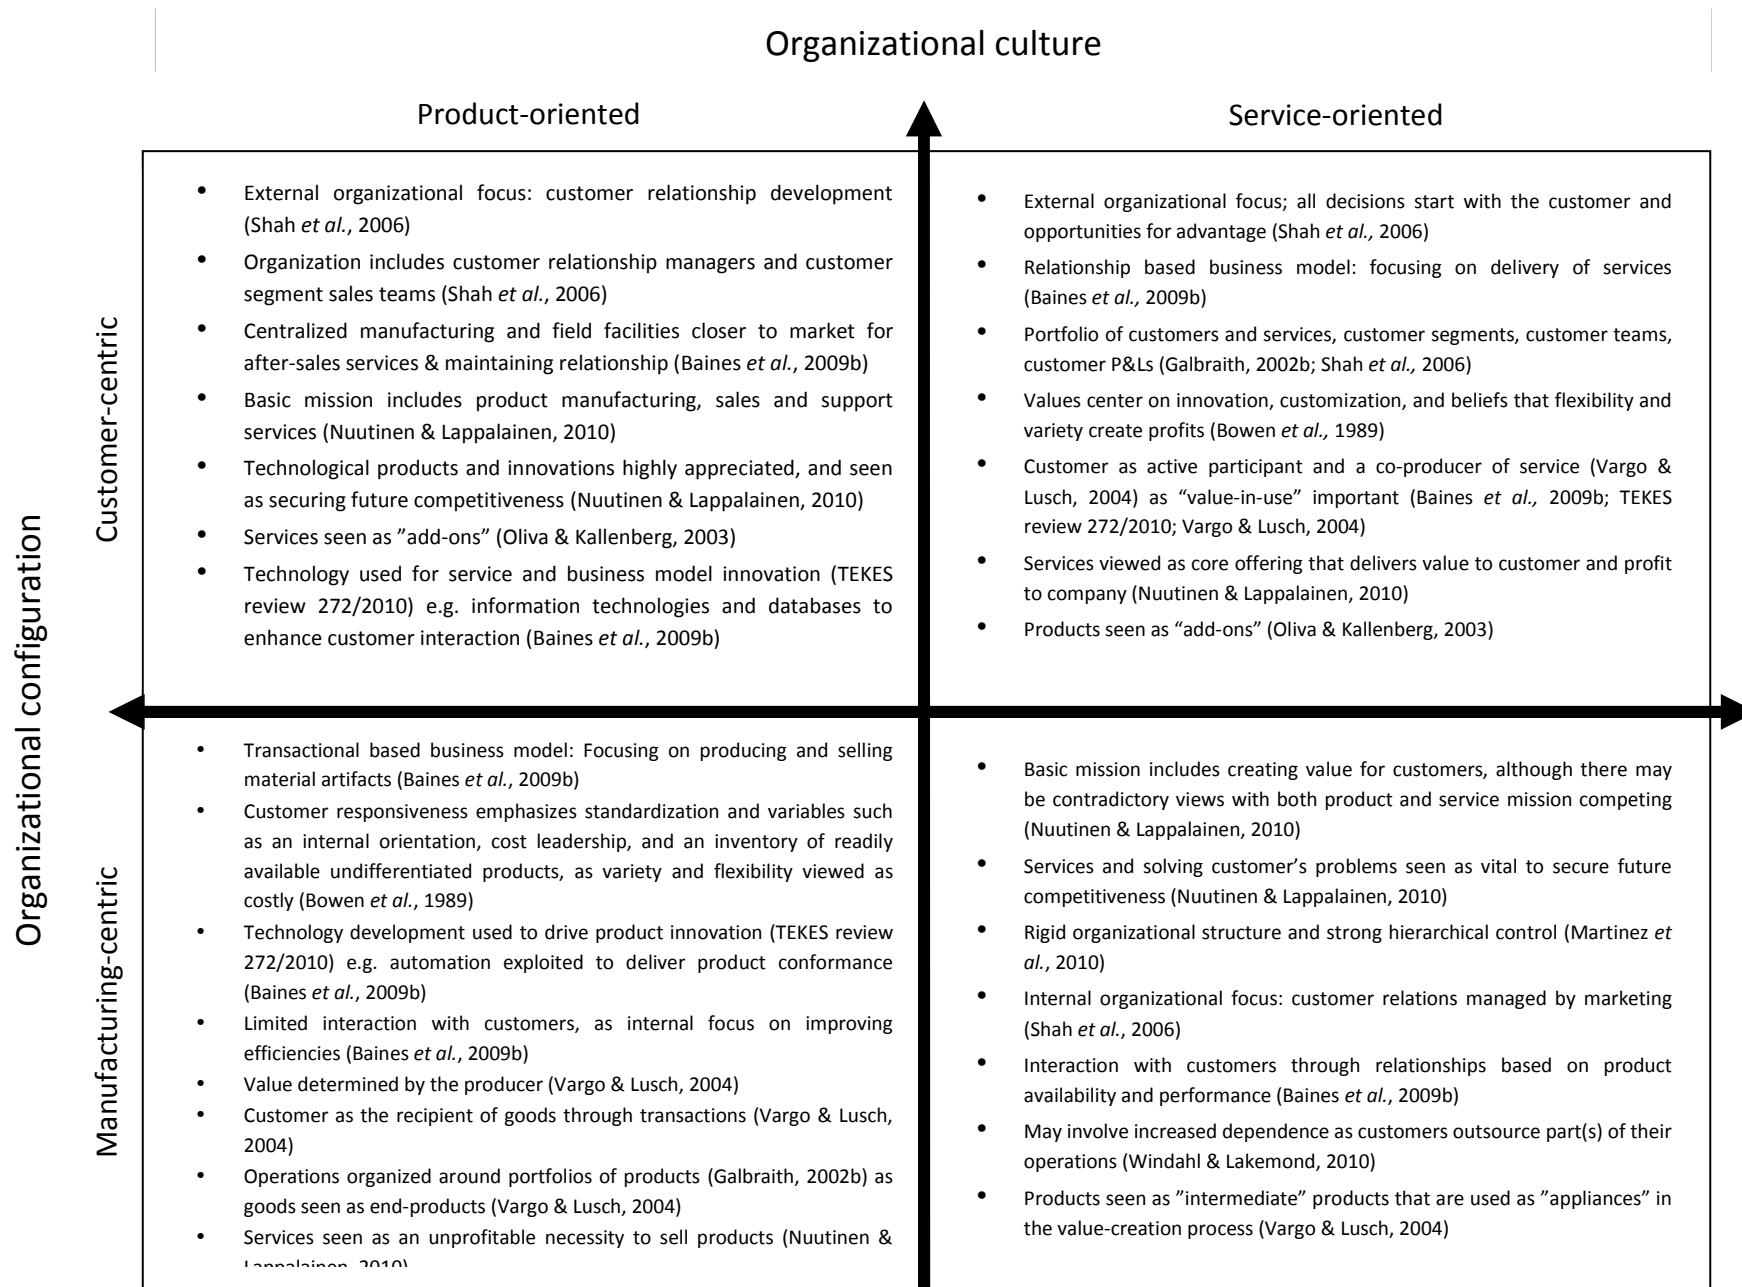 Organizational culture
Product-oriented
Service-oriented
Organizational configuration
Customer-centric
• External organizational focus: customer relationship development
(Shah et al., 2006)
• Organization includes customer relationship managers and customer
segment sales teams (Shah et al., 2006)
• Centralized manufacturing and field facilities closer to market for
after-sales services & maintaining relationship (Baines et al., 2009b)
• Basic mission includes product manufacturing, sales and support
services (Nuutinen & Lappalainen, 2010)
• Technological products and innovations highly appreciated, and seen
as securing future competitiveness (Nuutinen & Lappalainen, 2010)
• Services seen as ”add-ons” (Oliva & Kallenberg, 2003)
• Technology used for service and business model innovation (TEKES
review 272/2010) e.g. information technologies and databases to
enhance customer interaction (Baines et al., 2009b)
• External organizational focus; all decisions start with the customer and
opportunities for advantage (Shah et al., 2006)
• Relationship based business model: focusing on delivery of services
(Baines et al., 2009b)
• Portfolio of customers and services, customer segments, customer teams,
customer P&Ls (Galbraith, 2002b; Shah et al., 2006)
• Values center on innovation, customization, and beliefs that flexibility and
variety create profits (Bowen et al., 1989)
• Customer as active participant and a co-producer of service (Vargo &
Lusch, 2004) as “value-in-use” important (Baines et al., 2009b; TEKES
review 272/2010; Vargo & Lusch, 2004)
• Services viewed as core offering that delivers value to customer and profit
to company (Nuutinen & Lappalainen, 2010)
• Products seen as “add-ons” (Oliva & Kallenberg, 2003)
Manufacturing-centric
• Transactional based business model: Focusing on producing and selling
material artifacts (Baines et al., 2009b)
• Customer responsiveness emphasizes standardization and variables such
as an internal orientation, cost leadership, and an inventory of readily
available undifferentiated products, as variety and flexibility viewed as
costly (Bowen et al., 1989)
• Technology development used to drive product innovation (TEKES review
272/2010) e.g. automation exploited to deliver product conformance
(Baines et al., 2009b)
• Limited interaction with customers, as internal focus on improving
efficiencies (Baines et al., 2009b)
• Value determined by the producer (Vargo & Lusch, 2004)
• Customer as the recipient of goods through transactions (Vargo & Lusch,
2004)
• Operations organized around portfolios of products (Galbraith, 2002b) as
goods seen as end-products (Vargo & Lusch, 2004)
• Services seen as an unprofitable necessity to sell products (Nuutinen &
Lappalainen, 2010)
• Basic mission includes creating value for customers, although there may
be contradictory views with both product and service mission competing
(Nuutinen & Lappalainen, 2010)
• Services and solving customer’s problems seen as vital to secure future
competitiveness (Nuutinen & Lappalainen, 2010)
• Rigid organizational structure and strong hierarchical control (Martinez et
al., 2010)
• Internal organizational focus: customer relations managed by marketing
(Shah et al., 2006)
• Interaction with customers through relationships based on product
availability and performance (Baines et al., 2009b)
• May involve increased dependence as customers outsource part(s) of their
operations (Windahl & Lakemond, 2010)
• Products seen as ”intermediate” products that are used as ”appliances” in
the value-creation process (Vargo & Lusch, 2004)